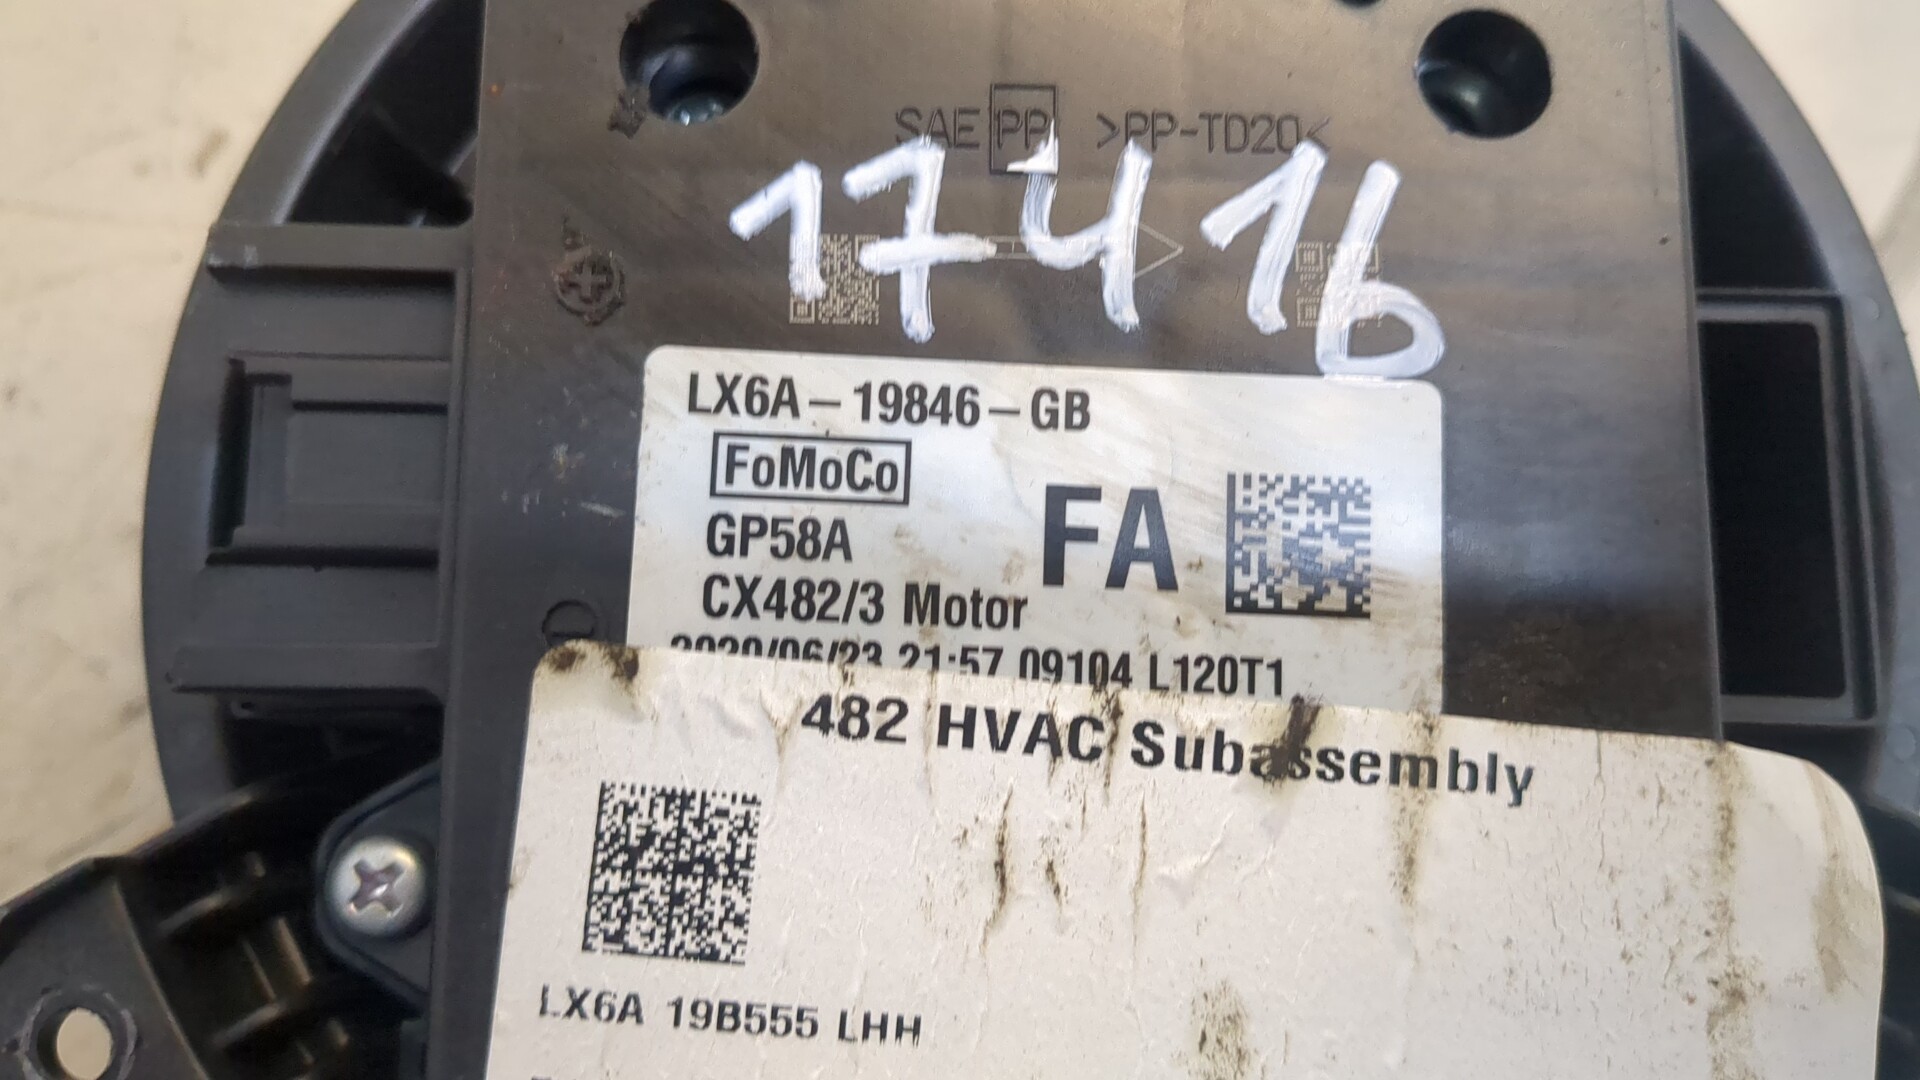 SAE PP >PP-TD20<
17416
LX6A-19846-GB
FoMoCo
GP58A
FA
CX482/3 Motor
2020/06/23 21:57 09104 L120T1
482 HVAC Subassembly
LX6A 19B555 LHH